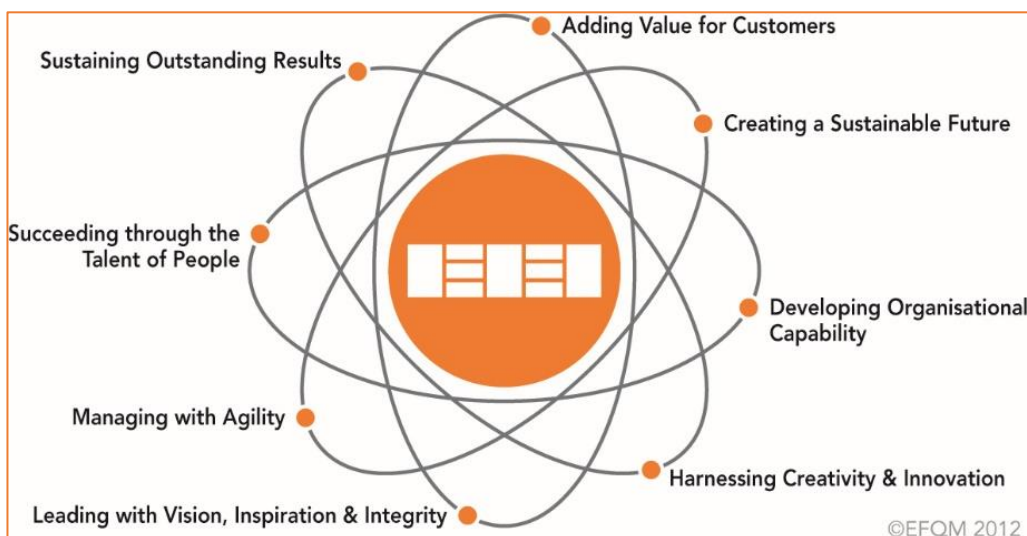 Adding Value for Customers
Sustaining Outstanding Results
Creating a Sustainable Future
Succeeding through the
Talent of People
Developing Organisational
Capability
Managing with Agility
Harnessing Creativity & Innovation
Leading with Vision, Inspiration & Integrity
©EFQM 2012